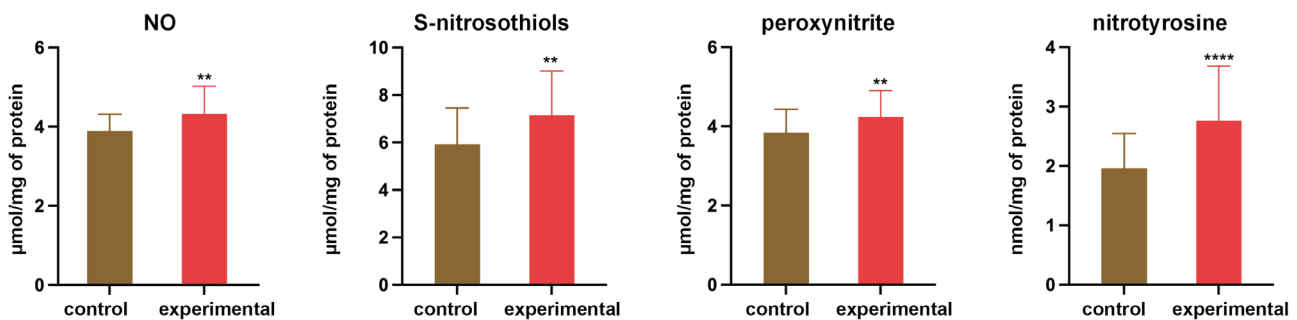 NO
μmol/mg of protein
6
4
2
0
**
control experimental
S-nitrosothiols
μmol/mg of protein
10
8
6
4
2
0
**
control experimental
peroxynitrite
μmol/mg of protein
6
4
2
0
**
control experimental
nitrotyrosine
nmol/mg of protein
4
3
2
1
0
****
control experimental